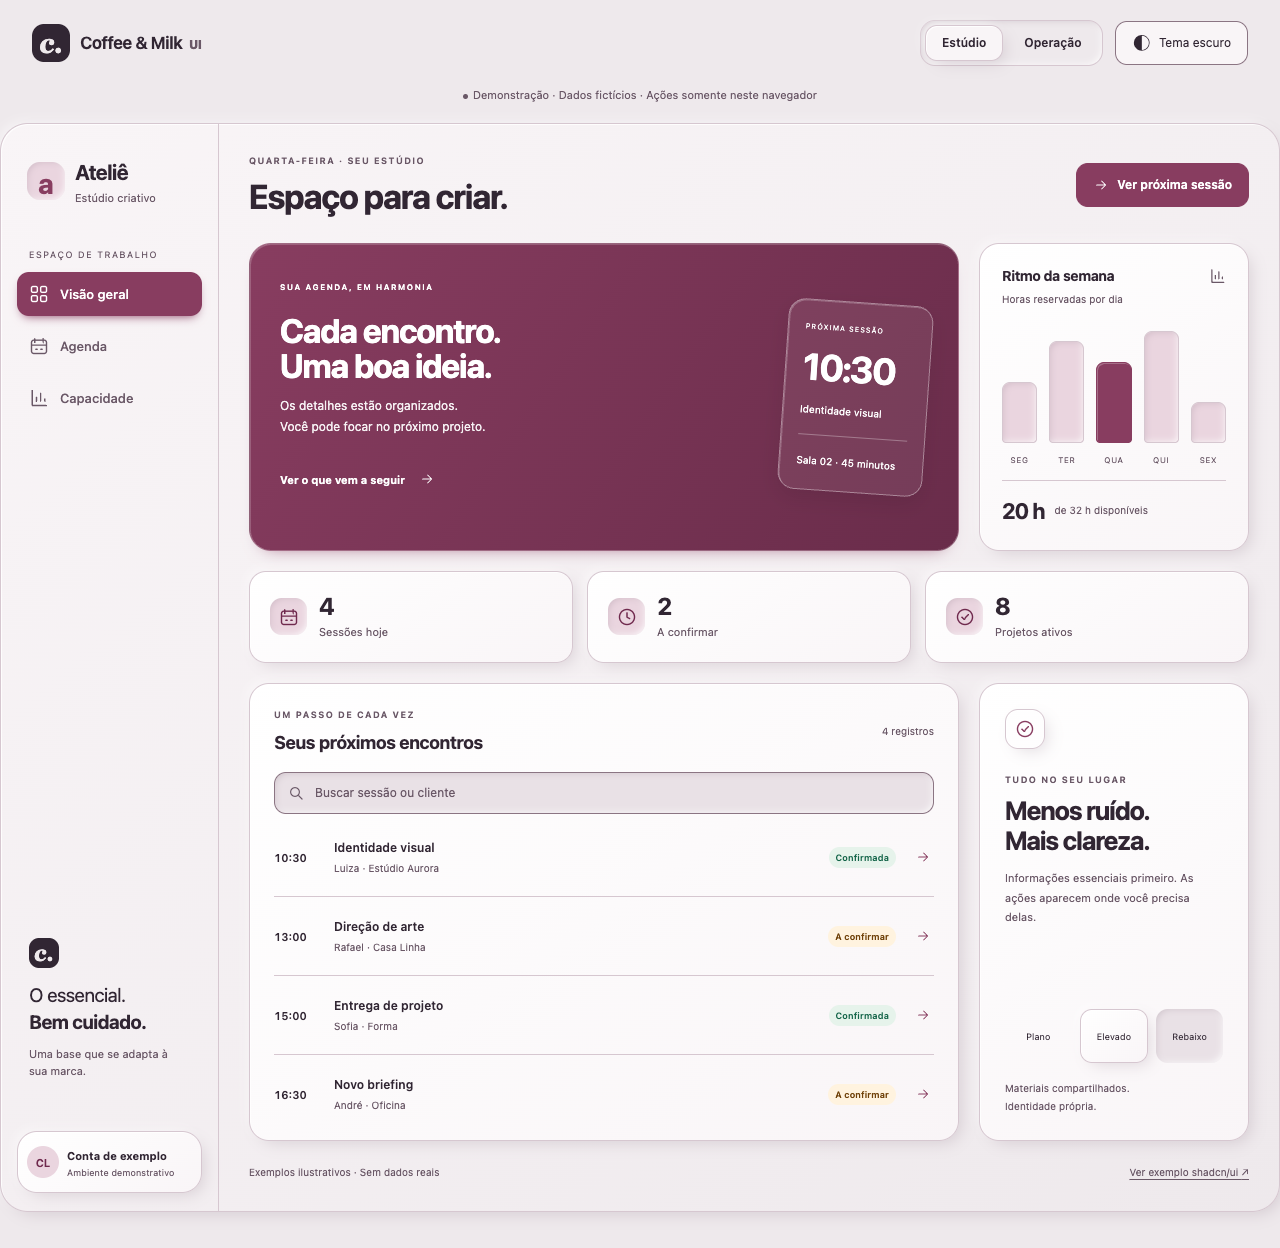 c.
Coffee & Milk UI
Estúdio
Operação
Tema escuro
Demonstração · Dados fictícios · Ações somente neste navegador
a
Ateliê
Estúdio criativo
ESPAÇO DE TRABALHO
Visão geral
Agenda
Capacidade
c.
O essencial.
Bem cuidado.
Uma base que se adapta à
sua marca.
CL
Conta de exemplo
Ambiente demonstrativo
QUARTA-FEIRA · SEU ESTÚDIO
Espaço para criar.
Ver próxima sessão
SUA AGENDA, EM HARMONIA
Cada encontro.
Uma boa ideia.
Os detalhes estão organizados.
Você pode focar no próximo projeto.
Ver o que vem a seguir
PRÓXIMA SESSÃO
10:30
Identidade visual
Sala 02 · 45 minutos
Ritmo da semana
Horas reservadas por dia
SEG TER QUA QUI SEX
20 h de 32 h disponíveis
4
Sessões hoje
2
A confirmar
8
Projetos ativos
UM PASSO DE CADA VEZ
Seus próximos encontros
4 registros
Buscar sessão ou cliente
10:30
Identidade visual
Luiza · Estúdio Aurora
Confirmada
13:00
Direção de arte
Rafael · Casa Linha
A confirmar
15:00
Entrega de projeto
Sofia · Forma
Confirmada
16:30
Novo briefing
André · Oficina
A confirmar
TUDO NO SEU LUGAR
Menos ruído.
Mais clareza.
Informações essenciais primeiro. As
ações aparecem onde você precisa
delas.
Plano
Elevado
Rebaixo
Materiais compartilhados.
Identidade própria.
Exemplos ilustrativos · Sem dados reais
Ver exemplo shadcn/ui ↗